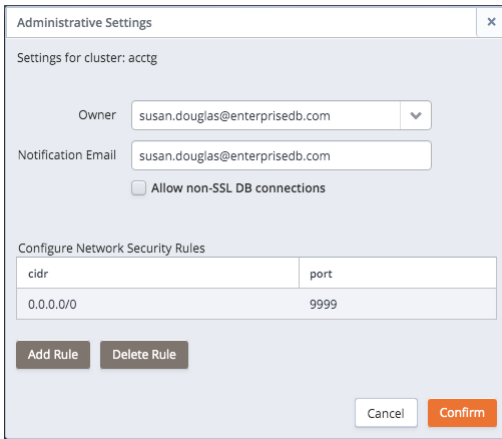 Administrative Settings
Settings for cluster: acctg
Owner susan.douglas@enterprisedb.com
Notification Email susan.douglas@enterprisedb.com
Allow non-SSL DB connections
Configure Network Security Rules
cidr port
0.0.0.0/0 9999
Add Rule Delete Rule
Cancel Confirm